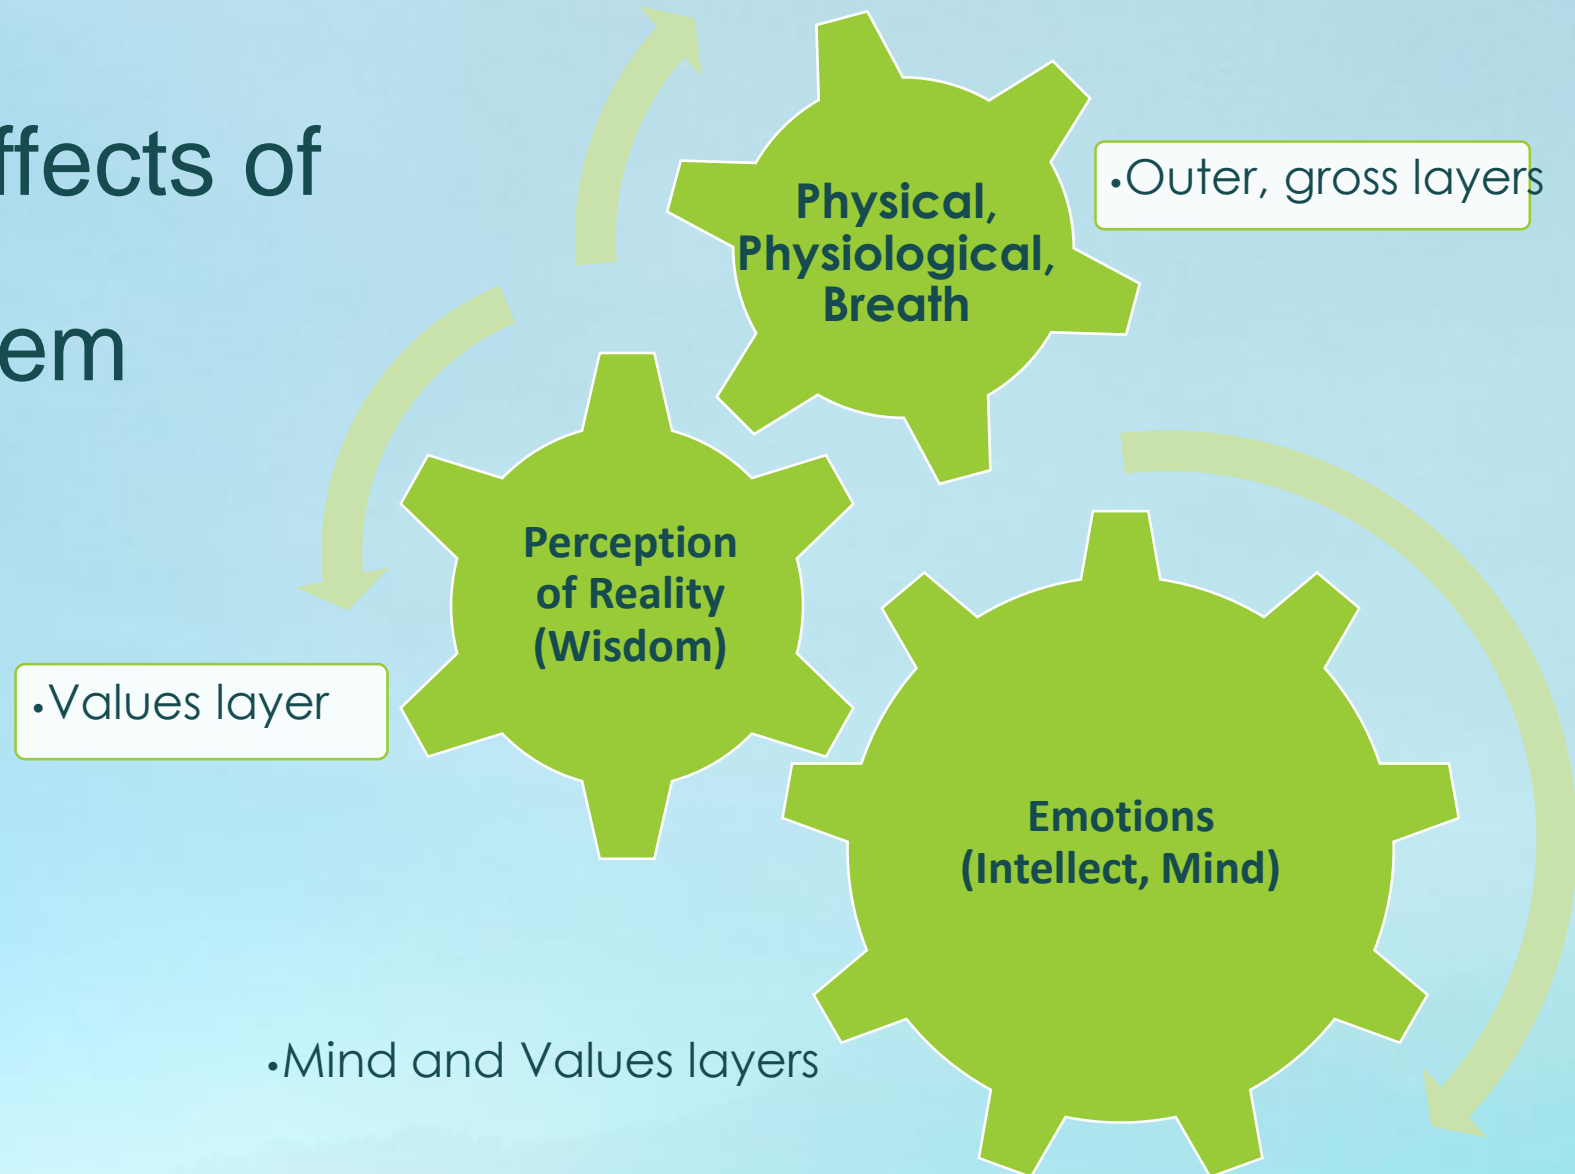 ffects of
em
Physical,
Physiological,
Breath
•Outer, gross layers
Perception
of Reality
(Wisdom)
•Values layer
Emotions
(Intellect, Mind)
•Mind and Values layers